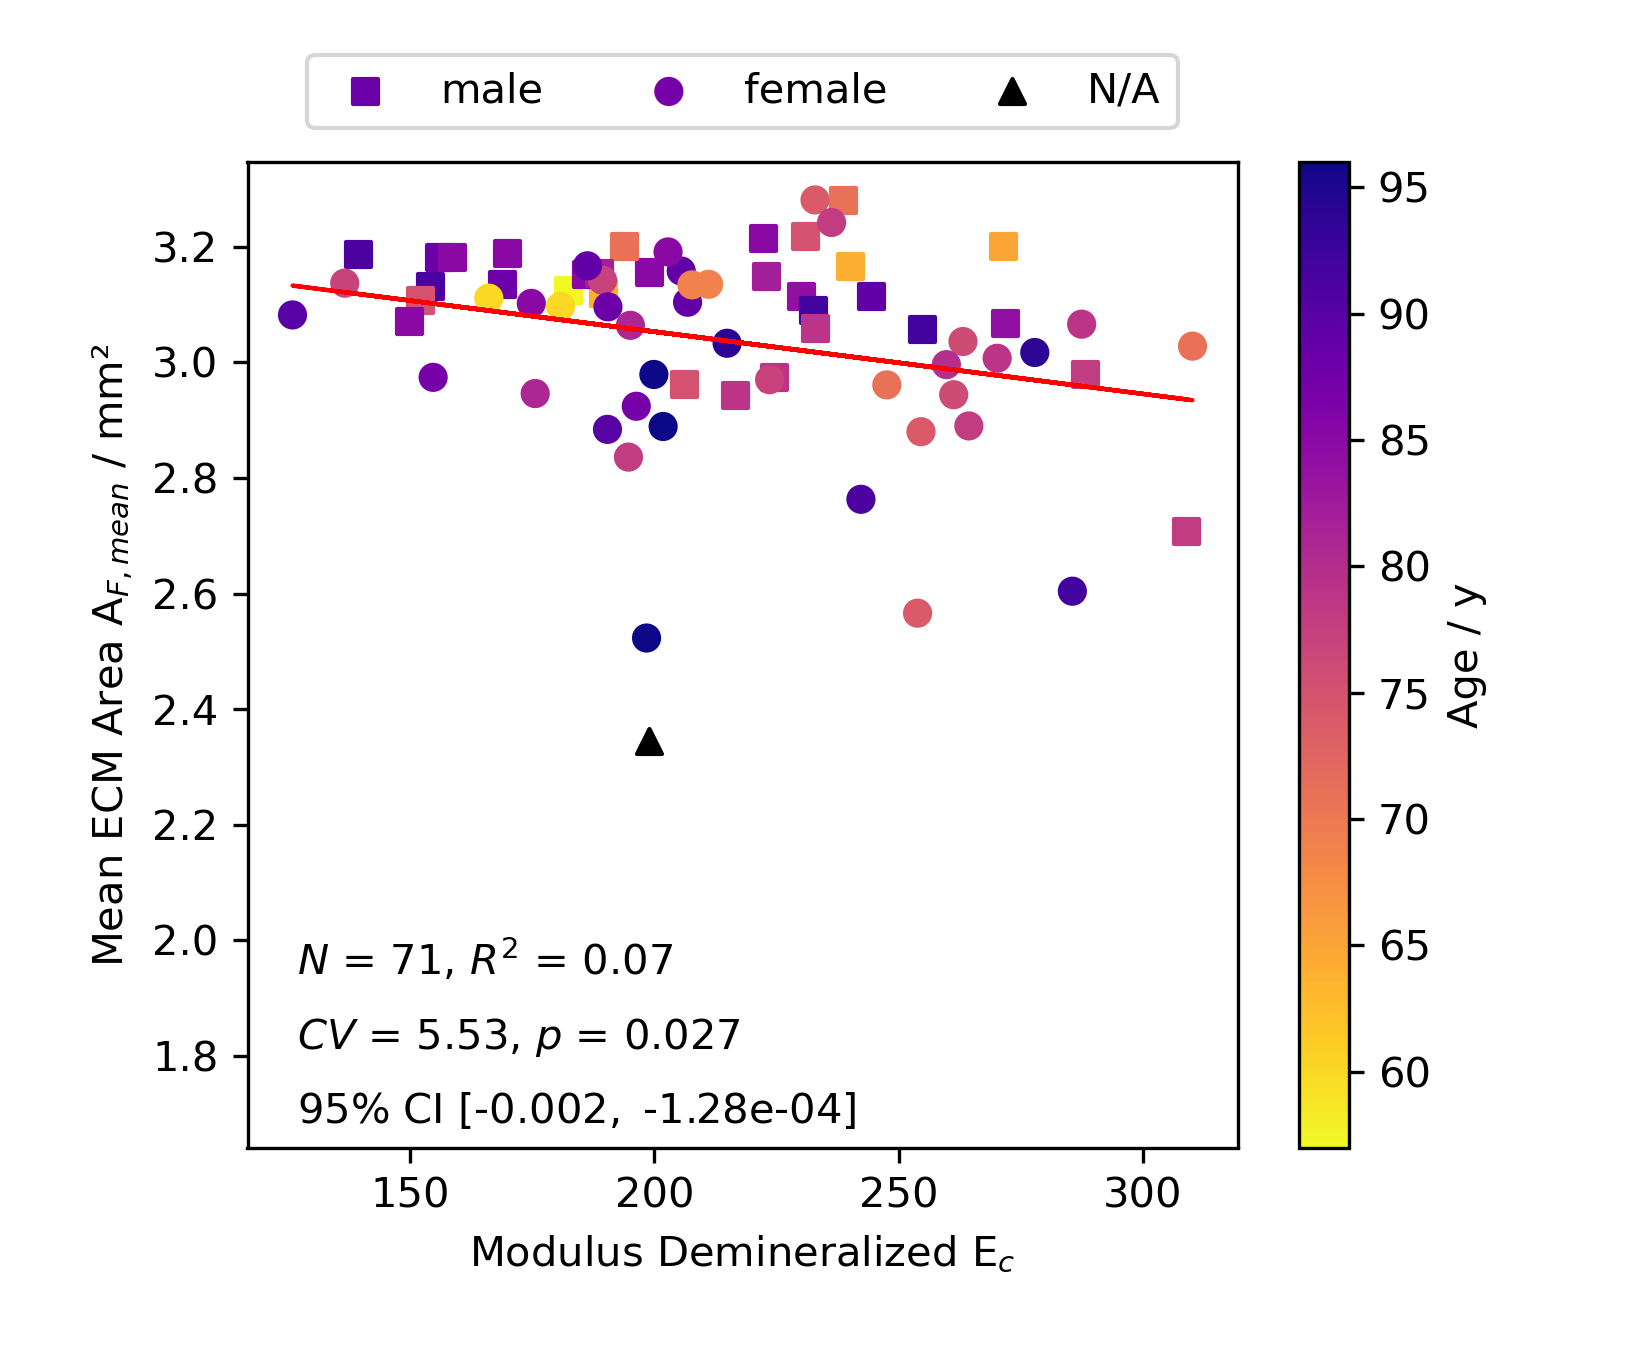 male female N/A
3.2
3.0
2.8
2.6
2.4
2.2
2.0
1.8
Mean ECM Area A_F,mean / mm²
N = 71, R² = 0.07
CV = 5.53, p = 0.027
95% CI [-0.002, -1.28e-04]
150 200 250 300
Modulus Demineralized E_c
95
90
85
80
75
70
65
60
Age / y